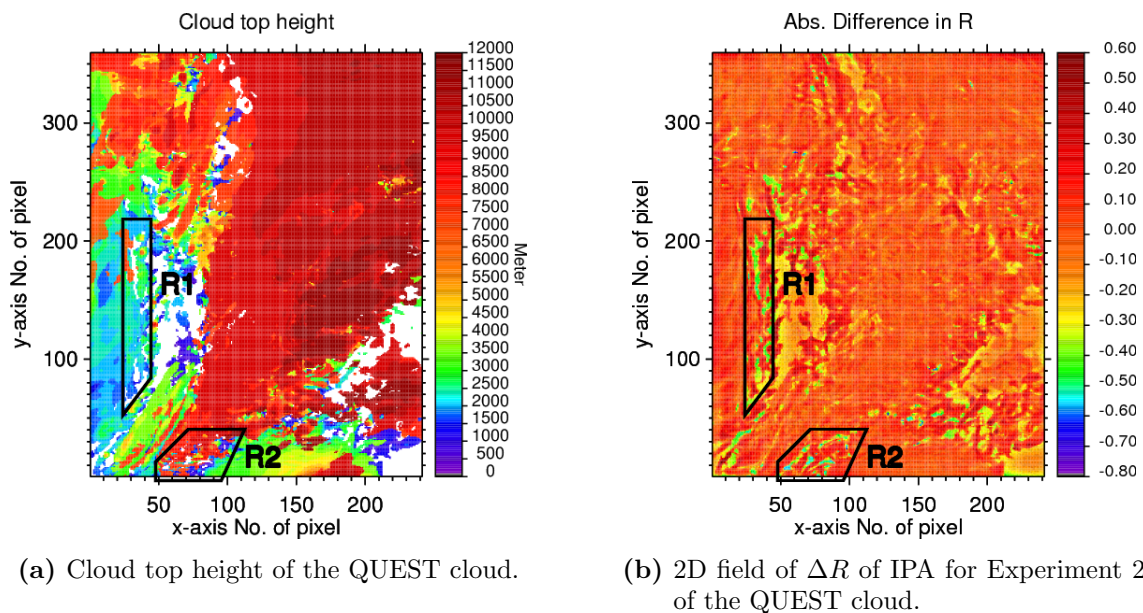 Cloud top height
12000
11500
11000
10500
10000
9500
9000
8500
8000
7500
7000
6500
6000
5500
5000
4500
4000
3500
3000
2500
2000
1500
1000
500
0
Meter
300
200
100
y-axis No. of pixel
R1
R2
50 100 150 200
x-axis No. of pixel
(a) Cloud top height of the QUEST cloud.
Abs. Difference in R
0.60
0.50
0.40
0.30
0.20
0.10
0.00
-0.10
-0.20
-0.30
-0.40
-0.50
-0.60
-0.70
-0.80
300
200
100
y-axis No. of pixel
R1
R2
50 100 150 200
x-axis No. of pixel
(b) 2D field of ΔR of IPA for Experiment 2
of the QUEST cloud.